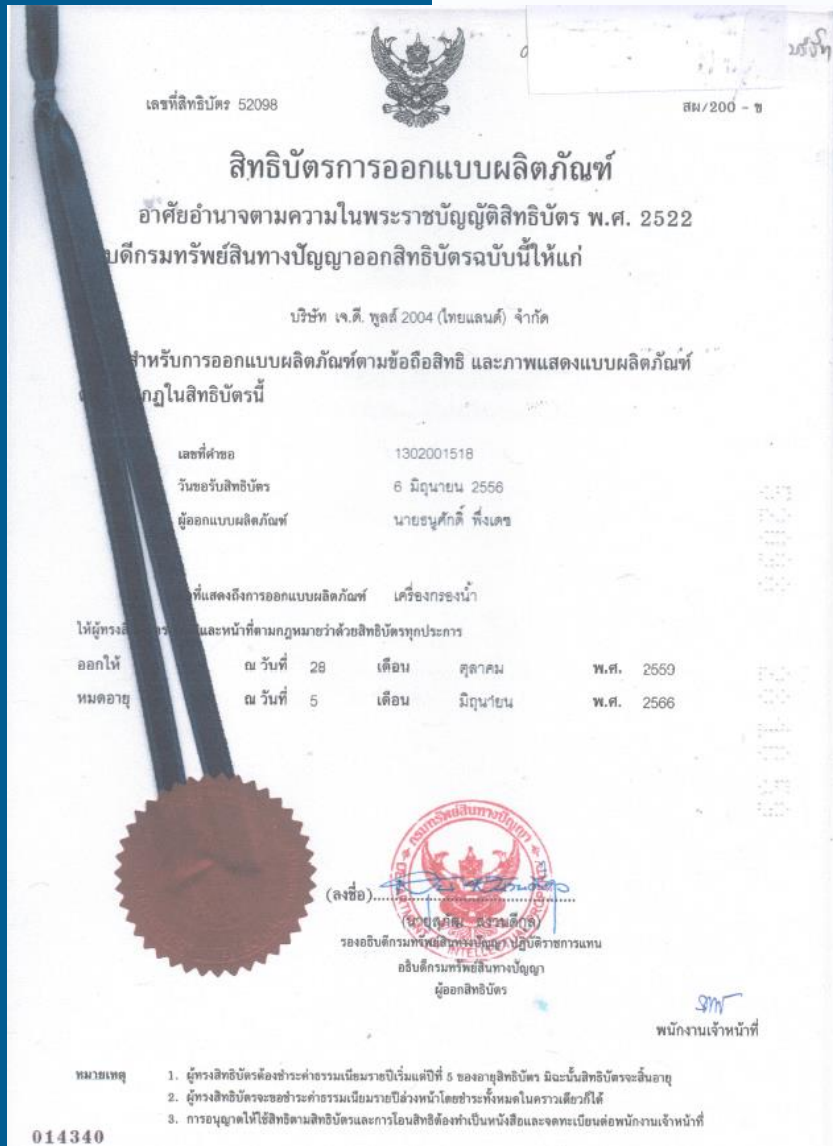 บริษัท
เลขที่สิทธิบัตร 52098
สผ/200 - ข
สิทธิบัตรการออกแบบผลิตภัณฑ์
อาศัยอำนาจตามความในพระราชบัญญัติสิทธิบัตร พ.ศ. 2522
บดีกรมทรัพย์สินทางปัญญาออกสิทธิบัตรฉบับนี้ให้แก่
บริษัท เจ.ดี. พูลส์ 2004 (ไทยแลนด์) จำกัด
สำหรับการออกแบบผลิตภัณฑ์ตามข้อถือสิทธิ และภาพแสดงแบบผลิตภัณฑ์
กฏในสิทธิบัตรนี้
เลขที่คำขอ 1302001518
วันขอรับสิทธิบัตร 6 มิถุนายน 2556
ผู้ออกแบบผลิตภัณฑ์ นายธนูศักดิ์ พึ่งเดช
ที่แสดงถึงการออกแบบผลิตภัณฑ์ เครื่องกรองน้ำ
ให้ผู้ทรง และหน้าที่ตามกฎหมายว่าด้วยสิทธิบัตรทุกประการ
ออกให้ ณ วันที่ 28 เดือน ตุลาคม พ.ศ. 2559
หมดอายุ ณ วันที่ 5 เดือน มิถุนายน พ.ศ. 2566
กรมทรัพย์สินทางปัญญา
(ลงชื่อ)
รองอธิบดีกรมทรัพย์สินทางปัญญา ปฏิบัติราชการแทน
อธิบดีกรมทรัพย์สินทางปัญญา
ผู้ออกสิทธิบัตร
พนักงานเจ้าหน้าที่
หมายเหตุ 1. ผู้ทรงสิทธิบัตรต้องชำระค่าธรรมเนียมรายปีเริ่มแต่ปีที่ 5 ของอายุสิทธิบัตร มิฉะนั้นสิทธิบัตรจะสิ้นอายุ
2. ผู้ทรงสิทธิบัตรจะขอชำระค่าธรรมเนียมรายปีล่วงหน้าโดยชำระทั้งหมดในคราวเดียวก็ได้
3. การอนุญาตให้ใช้สิทธิตามสิทธิบัตรและการโอนสิทธิต้องทำเป็นหนังสือและจดทะเบียนต่อพนักงานเจ้าหน้าที่
014340